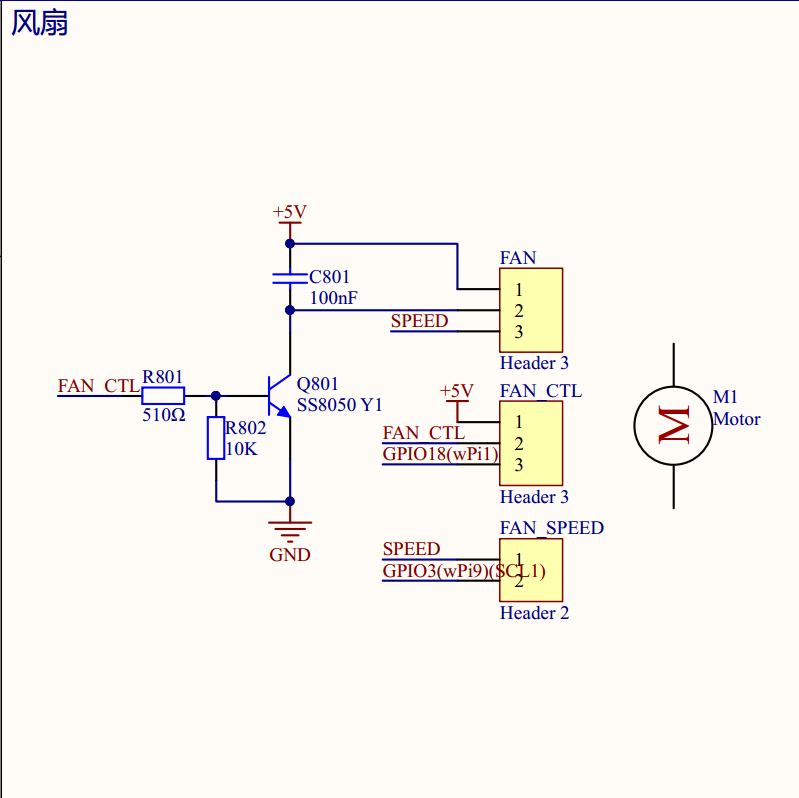 风扇
+5V
C801
100nF
FAN
1
2
SPEED
3
Header 3
FAN_CTL
R801
510Ω
R802
10K
Q801
SS8050 Y1
GND
+5V
FAN_CTL
1
FAN_CTL
2
GPIO18(wPi1)
3
Header 3
M1
Motor
M
FAN_SPEED
SPEED
1
GPIO3(wPi9)(SCL1)
2
Header 2